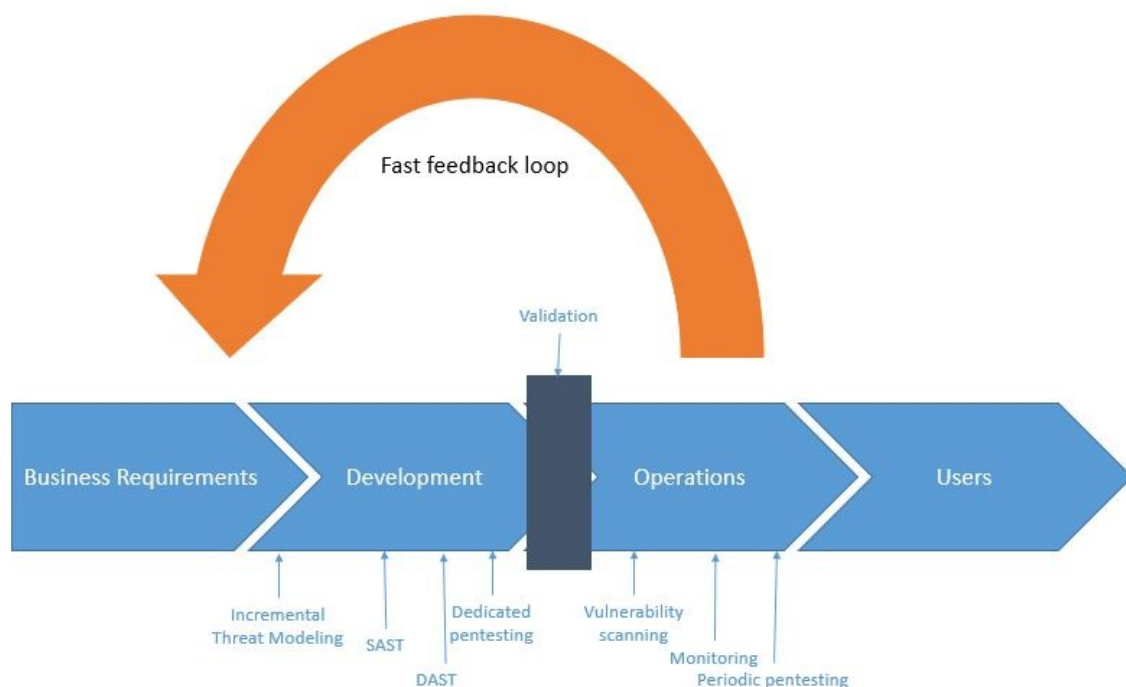 Fast feedback loop
Validation
Business Requirements
Development
Operations
Users
Incremental
Threat Modeling
SAST
DAST
Dedicated
pentesting
Vulnerability
scanning
Monitoring
Periodic pentesting